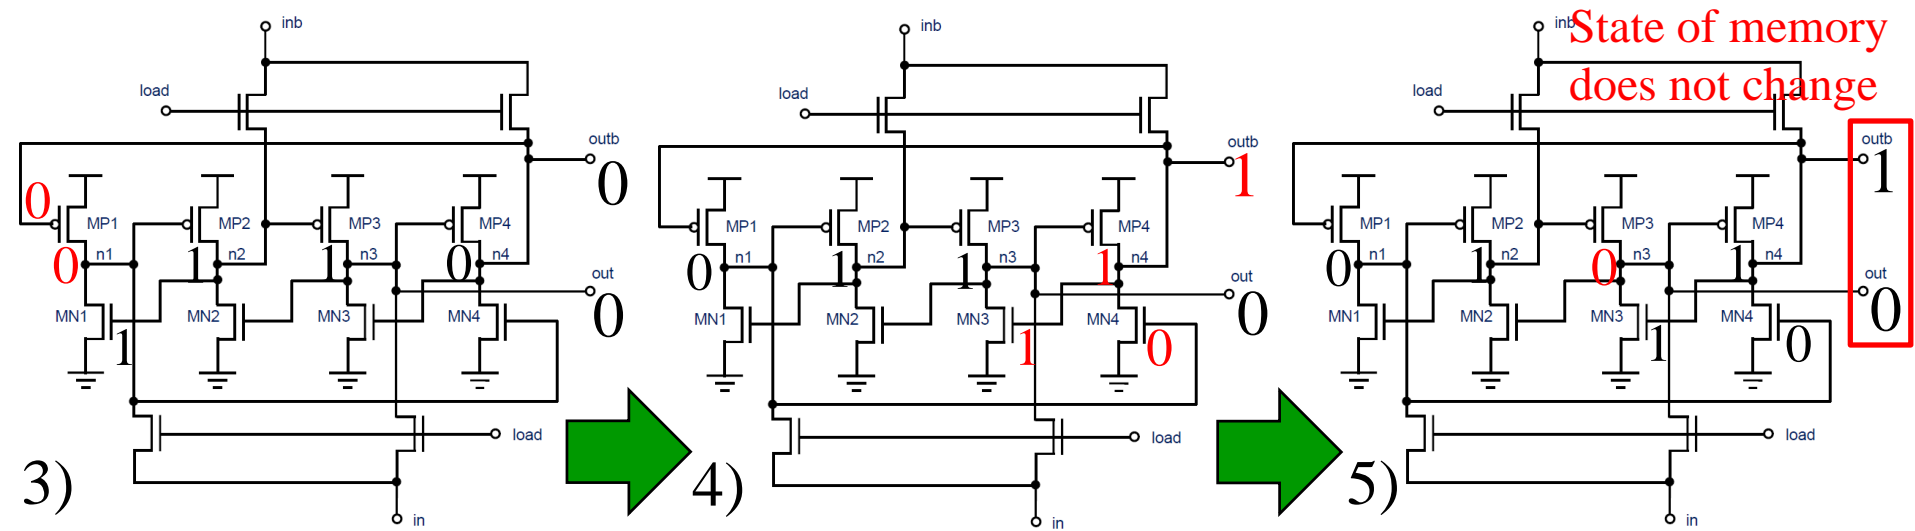 inb
load
outb
0
0
MP1
MP2
MP3
MP4
n1
n2
n3
n4
0
1
1
0
out
0
MN1
MN2
MN3
MN4
1
load
in
3)
inb
load
outb
1
MP1
MP2
MP3
MP4
n1
n2
n3
n4
0
1
1
1
out
0
MN1
MN2
MN3
MN4
1
0
load
in
4)
inb
State of memory
does not change
load
outb
1
MP1
MP2
MP3
MP4
n1
n2
n3
n4
0
1
0
1
out
0
MN1
MN2
MN3
MN4
1
0
load
in
5)